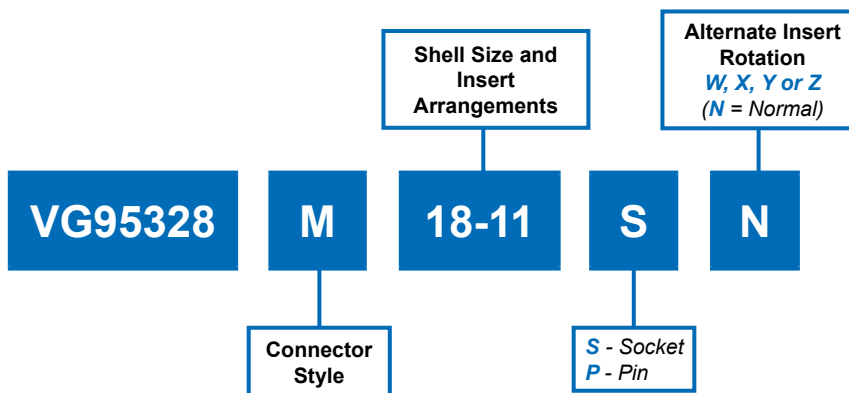 Shell Size and
Insert
Arrangements
Alternate Insert
Rotation
W, X, Y or Z
(N = Normal)
VG95328 M 18-11 S N
Connector
Style
S - Socket
P - Pin